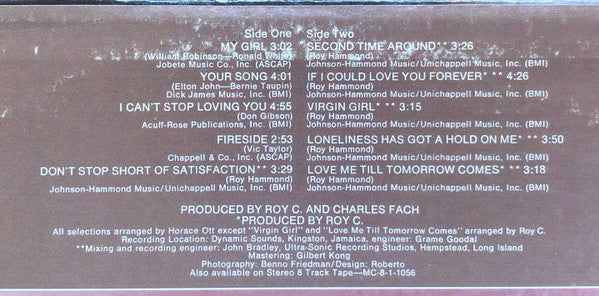 Side One
MY GIRL 3:02
(William Robinson—Ronald White)
Jobete Music Co., Inc. (ASCAP)
YOUR SONG 4:01
(Elton John—Bernie Taupin)
Dick James Music, Inc. (BMI)
I CAN'T STOP LOVING YOU 4:55
(Don Gibson)
Acuff-Rose Publications, Inc. (BMI)
FIRESIDE 2:53
(Vic Taylor)
Chappell & Co., Inc. (ASCAP)
DON'T STOP SHORT OF SATISFACTION** 3:29
(Roy Hammond)
Johnson-Hammond Music/Unichappell Music, Inc. (BMI)
Side Two
SECOND TIME AROUND** 3:26
(Roy Hammond)
Johnson-Hammond Music/Unichappell Music, Inc. (BMI)
IF I COULD LOVE YOU FOREVER* ** 4:26
(Roy Hammond)
Johnson-Hammond Music/Unichappell Music, Inc. (BMI)
VIRGIN GIRL* ** 3:15
(Roy Hammond)
Johnson-Hammond Music/Unichappell Music, Inc. (BMI)
LONELINESS HAS GOT A HOLD ON ME* ** 3:50
(Roy Hammond)
Johnson-Hammond Music/Unichappell Music, Inc. (BMI)
LOVE ME TILL TOMORROW COMES* ** 3:18
(Roy Hammond)
Johnson-Hammond Music/Unichappell Music, Inc. (BMI)
PRODUCED BY ROY C. AND CHARLES FACH
*PRODUCED BY ROY C.
All selections arranged by Horace Ott except "Virgin Girl" and "Love Me Till Tomorrow Comes" arranged by Roy C.
Recording Location: Dynamic Sounds, Kingston, Jamaica, engineer: Grame Goodal
**Mixing and recording engineer: John Bradley, Ultra-Sonic Recording Studios, Hempstead, Long Island
Mastering: Gilbert Kong
Photography: Benno Friedman/Design: Roberto
Also available on Stereo 8 Track Tape—MC-8-1-1056